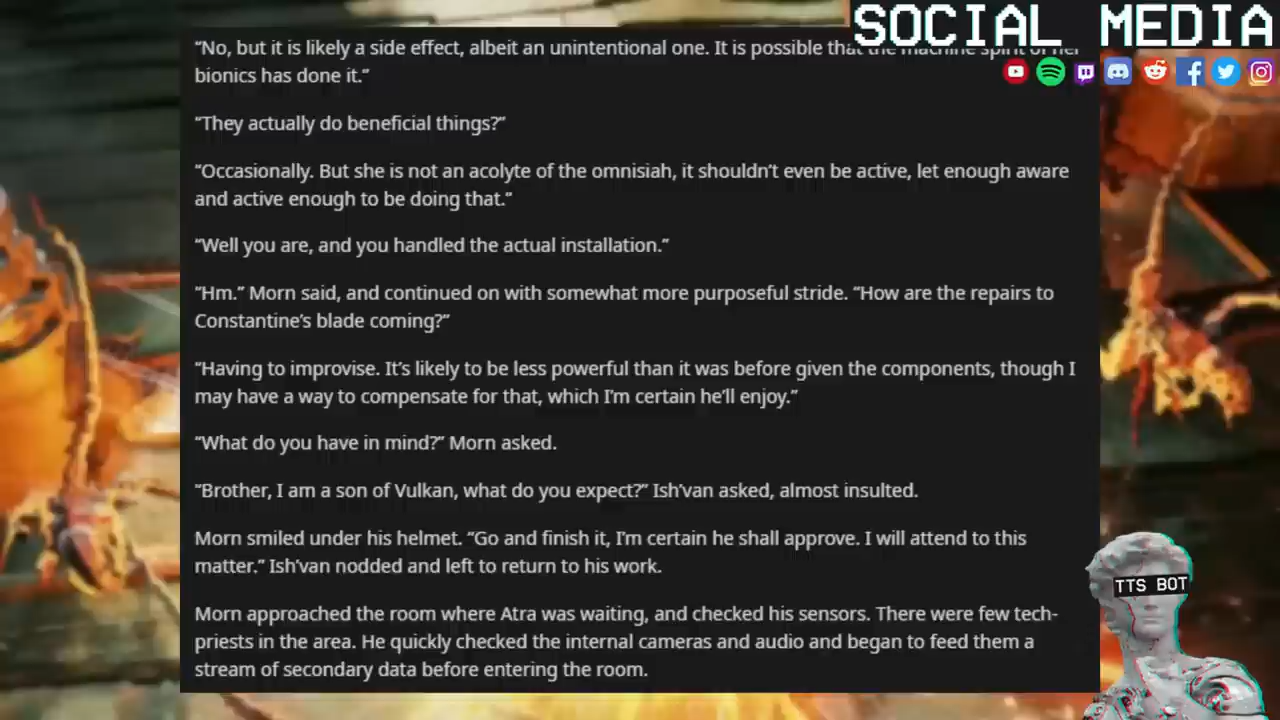 SOCIAL MEDIA
“No, but it is likely a side effect, albeit an unintentional one. It is possible that the machine spirit of her
bionics has done it.”
“They actually do beneficial things?”
“Occasionally. But she is not an acolyte of the omnisiah, it shouldn’t even be active, let enough aware
and active enough to be doing that.”
“Well you are, and you handled the actual installation.”
“Hm.” Morn said, and continued on with somewhat more purposeful stride. “How are the repairs to
Constantine’s blade coming?”
“Having to improvise. It’s likely to be less powerful than it was before given the components, though I
may have a way to compensate for that, which I’m certain he’ll enjoy.”
“What do you have in mind?” Morn asked.
“Brother, I am a son of Vulkan, what do you expect?” Ish’van asked, almost insulted.
Morn smiled under his helmet. “Go and finish it, I’m certain he shall approve. I will attend to this
matter.” Ish’van nodded and left to return to his work.
Morn approached the room where Atra was waiting, and checked his sensors. There were few tech-
priests in the area. He quickly checked the internal cameras and audio and began to feed them a
stream of secondary data before entering the room.
TTS BOT